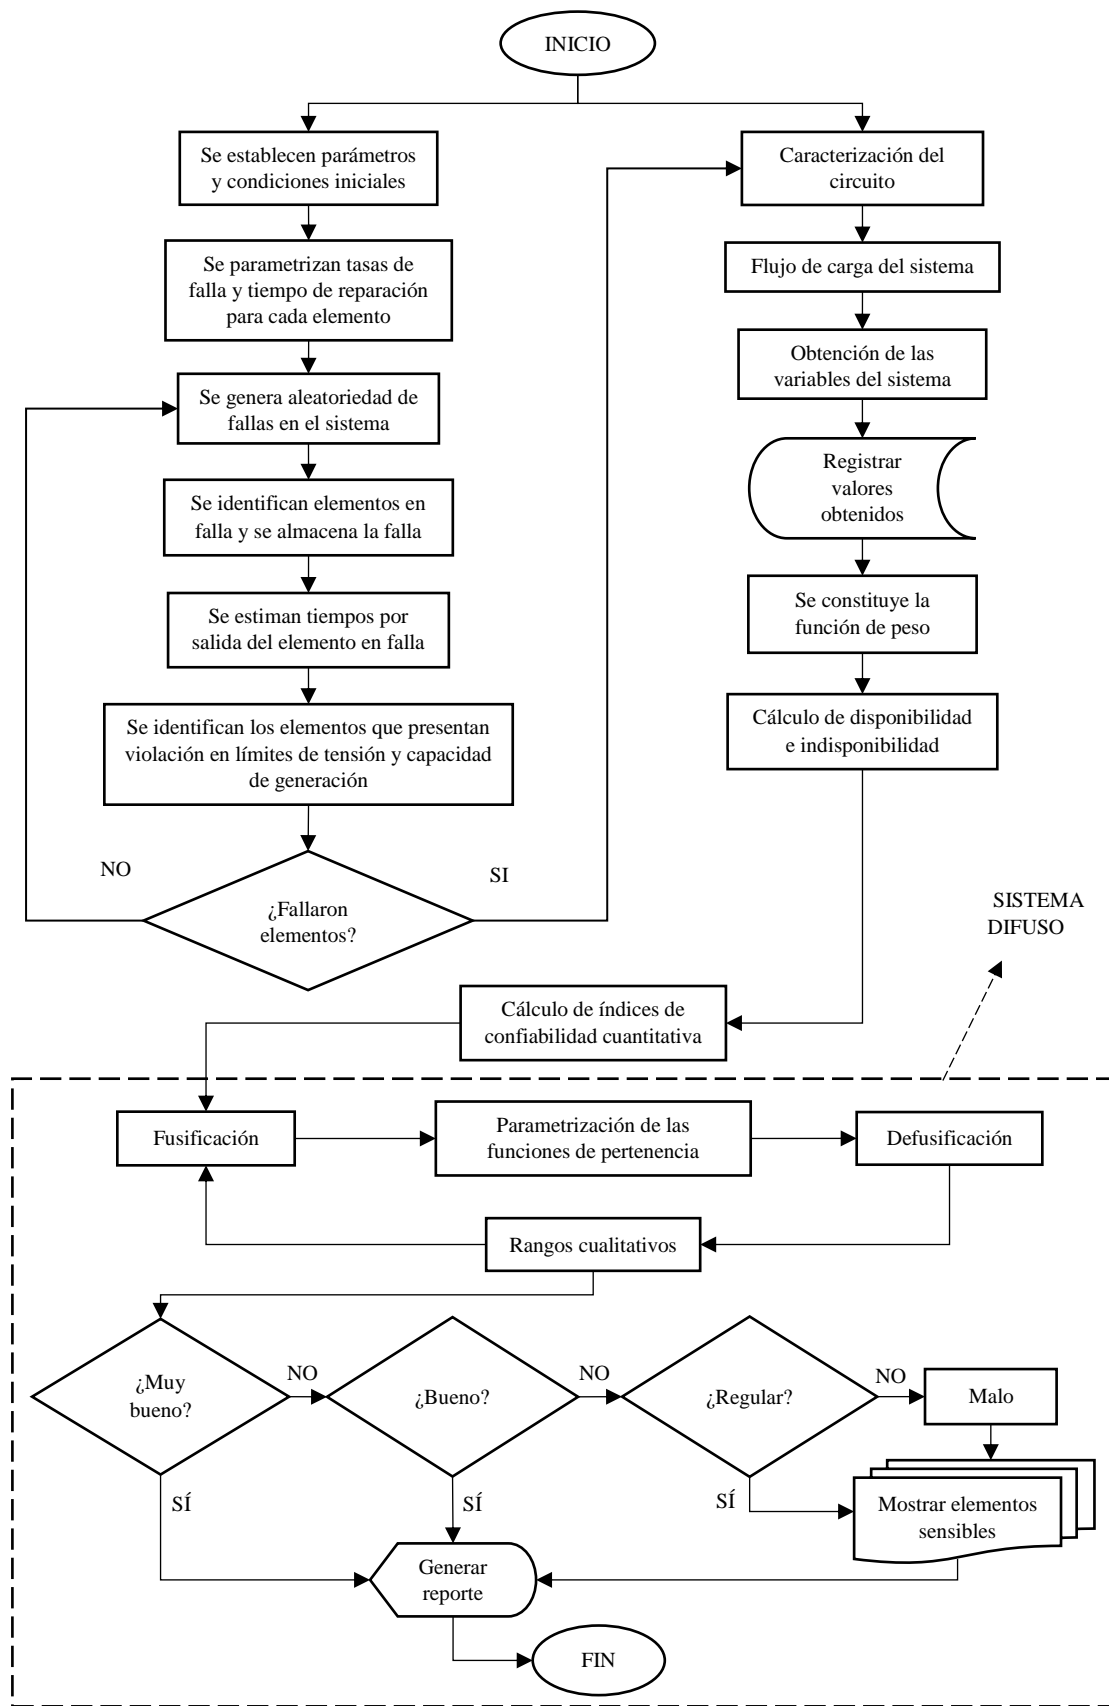 INICIO
Se establecen parámetros
y condiciones iniciales
Se parametrizan tasas de
falla y tiempo de reparación
para cada elemento
Se genera aleatoriedad de
fallas en el sistema
Se identifican elementos en
falla y se almacena la falla
Se estiman tiempos por
salida del elemento en falla
Se identifican los elementos que presentan
violación en límites de tensión y capacidad
de generación
NO
¿Fallaron
elementos?
SI
Caracterización del
circuito
Flujo de carga del sistema
Obtención de las
variables del sistema
Registrar
valores
obtenidos
Se constituye la
función de peso
Cálculo de disponibilidad
e indisponibilidad
SISTEMA
DIFUSO
Cálculo de índices de
confiabilidad cuantitativa
Fusificación
Parametrización de las
funciones de pertenencia
Defusificación
Rangos cualitativos
¿Muy
bueno?
NO
¿Bueno?
NO
¿Regular?
NO
Malo
SÍ
SÍ
SÍ
Mostrar elementos
sensibles
Generar
reporte
FIN